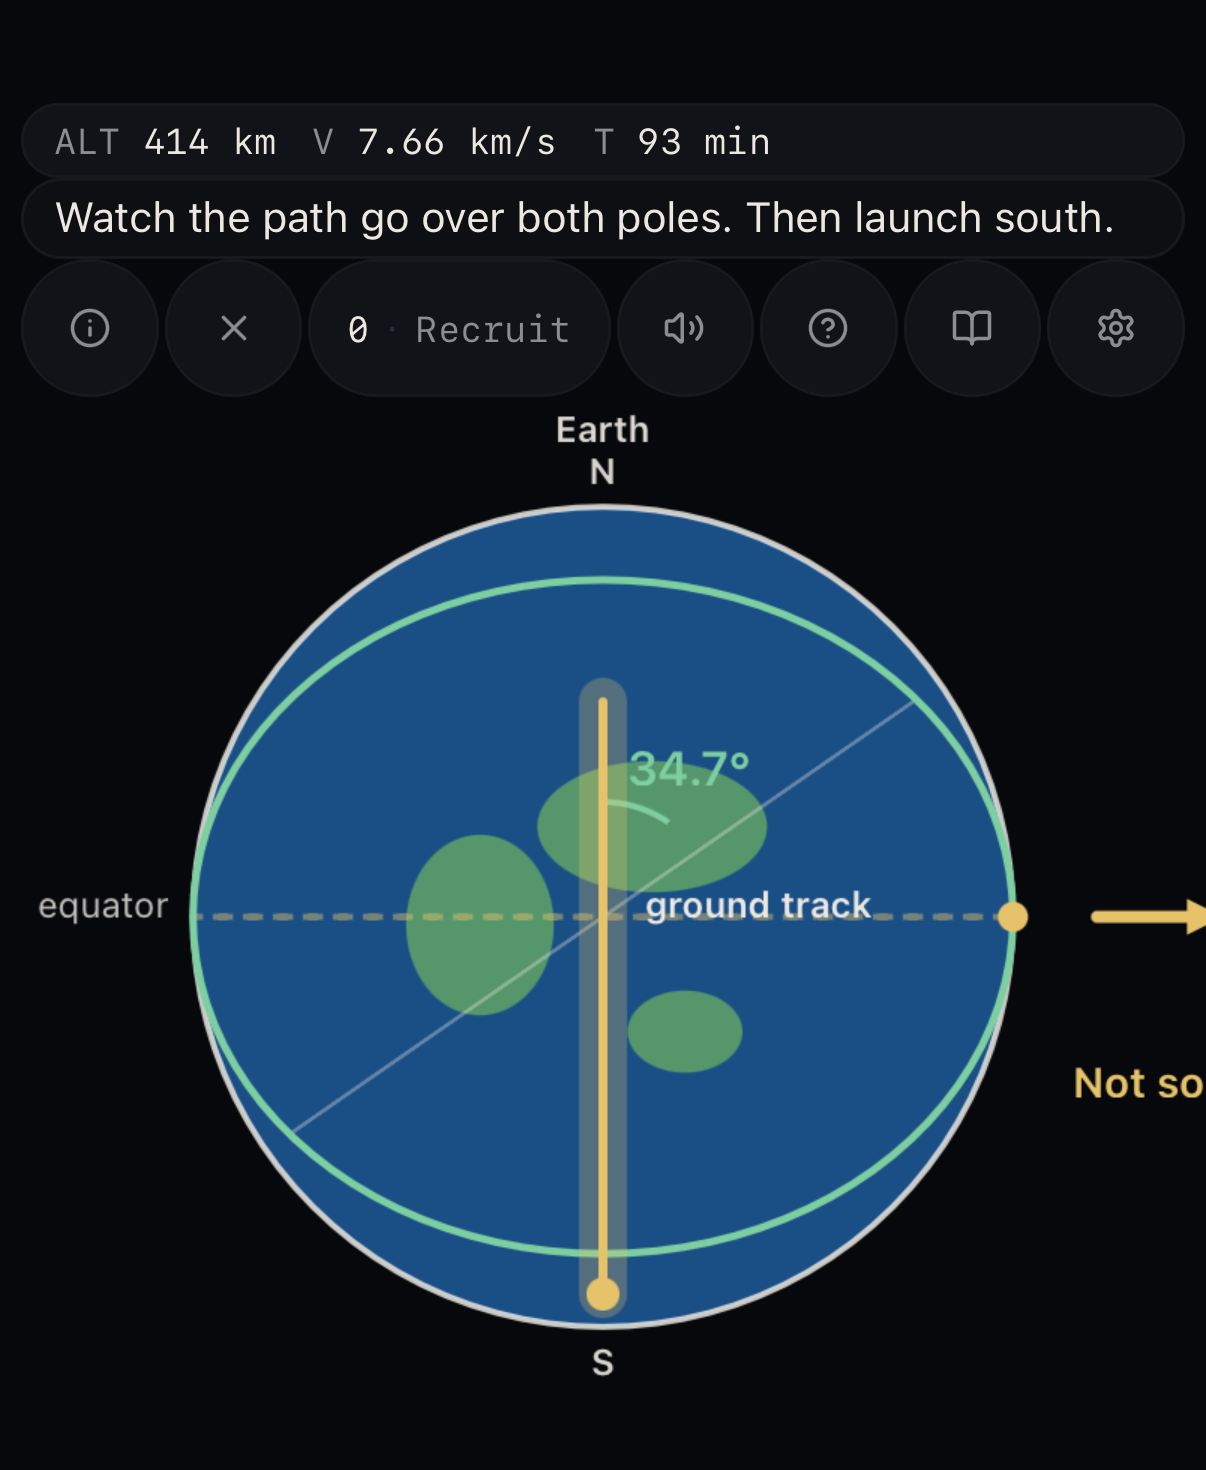 ALT 414 km V 7.66 km/s T 93 min
Watch the path go over both poles. Then launch south.
0 · Recruit
Earth
N
34.7°
equator
ground track
Not so
S